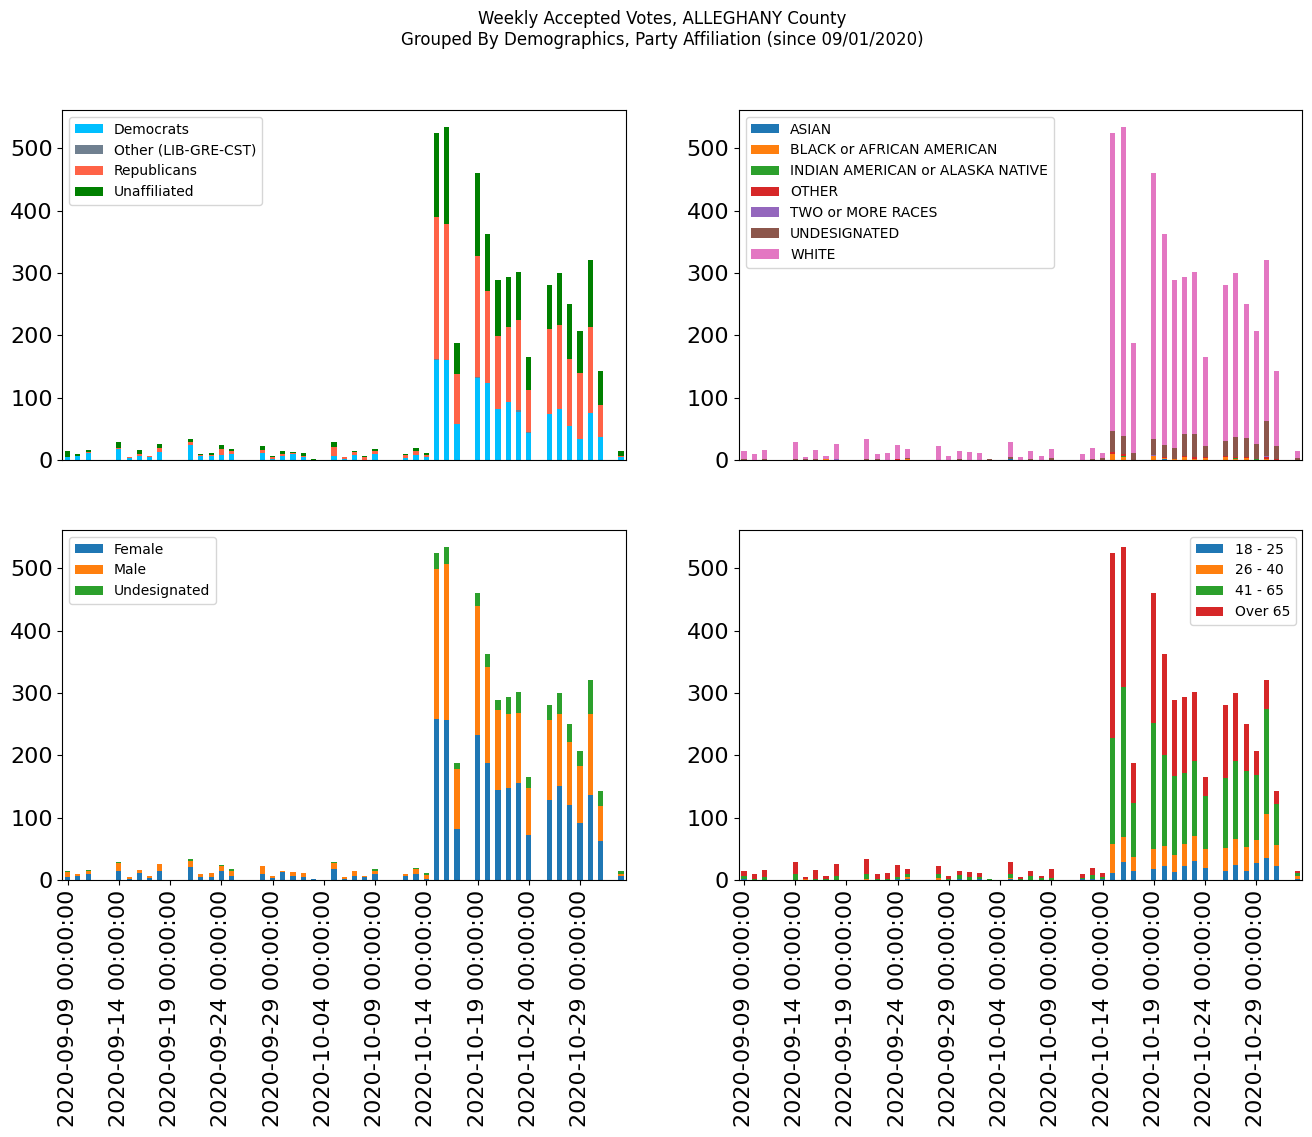 Weekly Accepted Votes, ALLEGHANY County
Grouped By Demographics, Party Affiliation (since 09/01/2020)
500
400
300
200
100
0
Democrats
Other (LIB-GRE-CST)
Republicans
Unaffiliated
500
400
300
200
100
0
ASIAN
BLACK or AFRICAN AMERICAN
INDIAN AMERICAN or ALASKA NATIVE
OTHER
TWO or MORE RACES
UNDESIGNATED
WHITE
500
400
300
200
100
0
Female
Male
Undesignated
2020-09-09 00:00:00
2020-09-14 00:00:00
2020-09-19 00:00:00
2020-09-24 00:00:00
2020-09-29 00:00:00
2020-10-04 00:00:00
2020-10-09 00:00:00
2020-10-14 00:00:00
2020-10-19 00:00:00
2020-10-24 00:00:00
2020-10-29 00:00:00
500
400
300
200
100
0
18 - 25
26 - 40
41 - 65
Over 65
2020-09-09 00:00:00
2020-09-14 00:00:00
2020-09-19 00:00:00
2020-09-24 00:00:00
2020-09-29 00:00:00
2020-10-04 00:00:00
2020-10-09 00:00:00
2020-10-14 00:00:00
2020-10-19 00:00:00
2020-10-24 00:00:00
2020-10-29 00:00:00